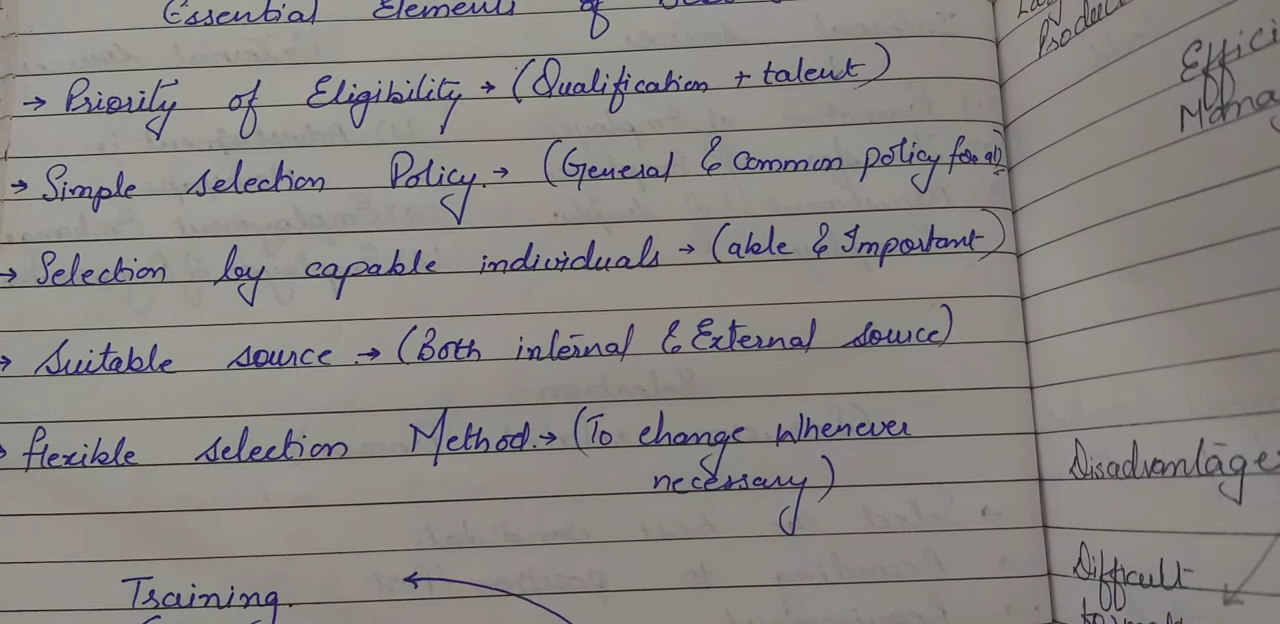 Essential Elements of
→ Priority of Eligibility → (Qualification + talent)
→ Simple selection Policy. → (General & Common policy for all)
→ Selection by capable individuals → (able & Important)
→ Suitable source → (Both internal & External source)
→ flexible selection Method. → (To change Whenever
necessary)
Training.
Disadvantage
Difficult